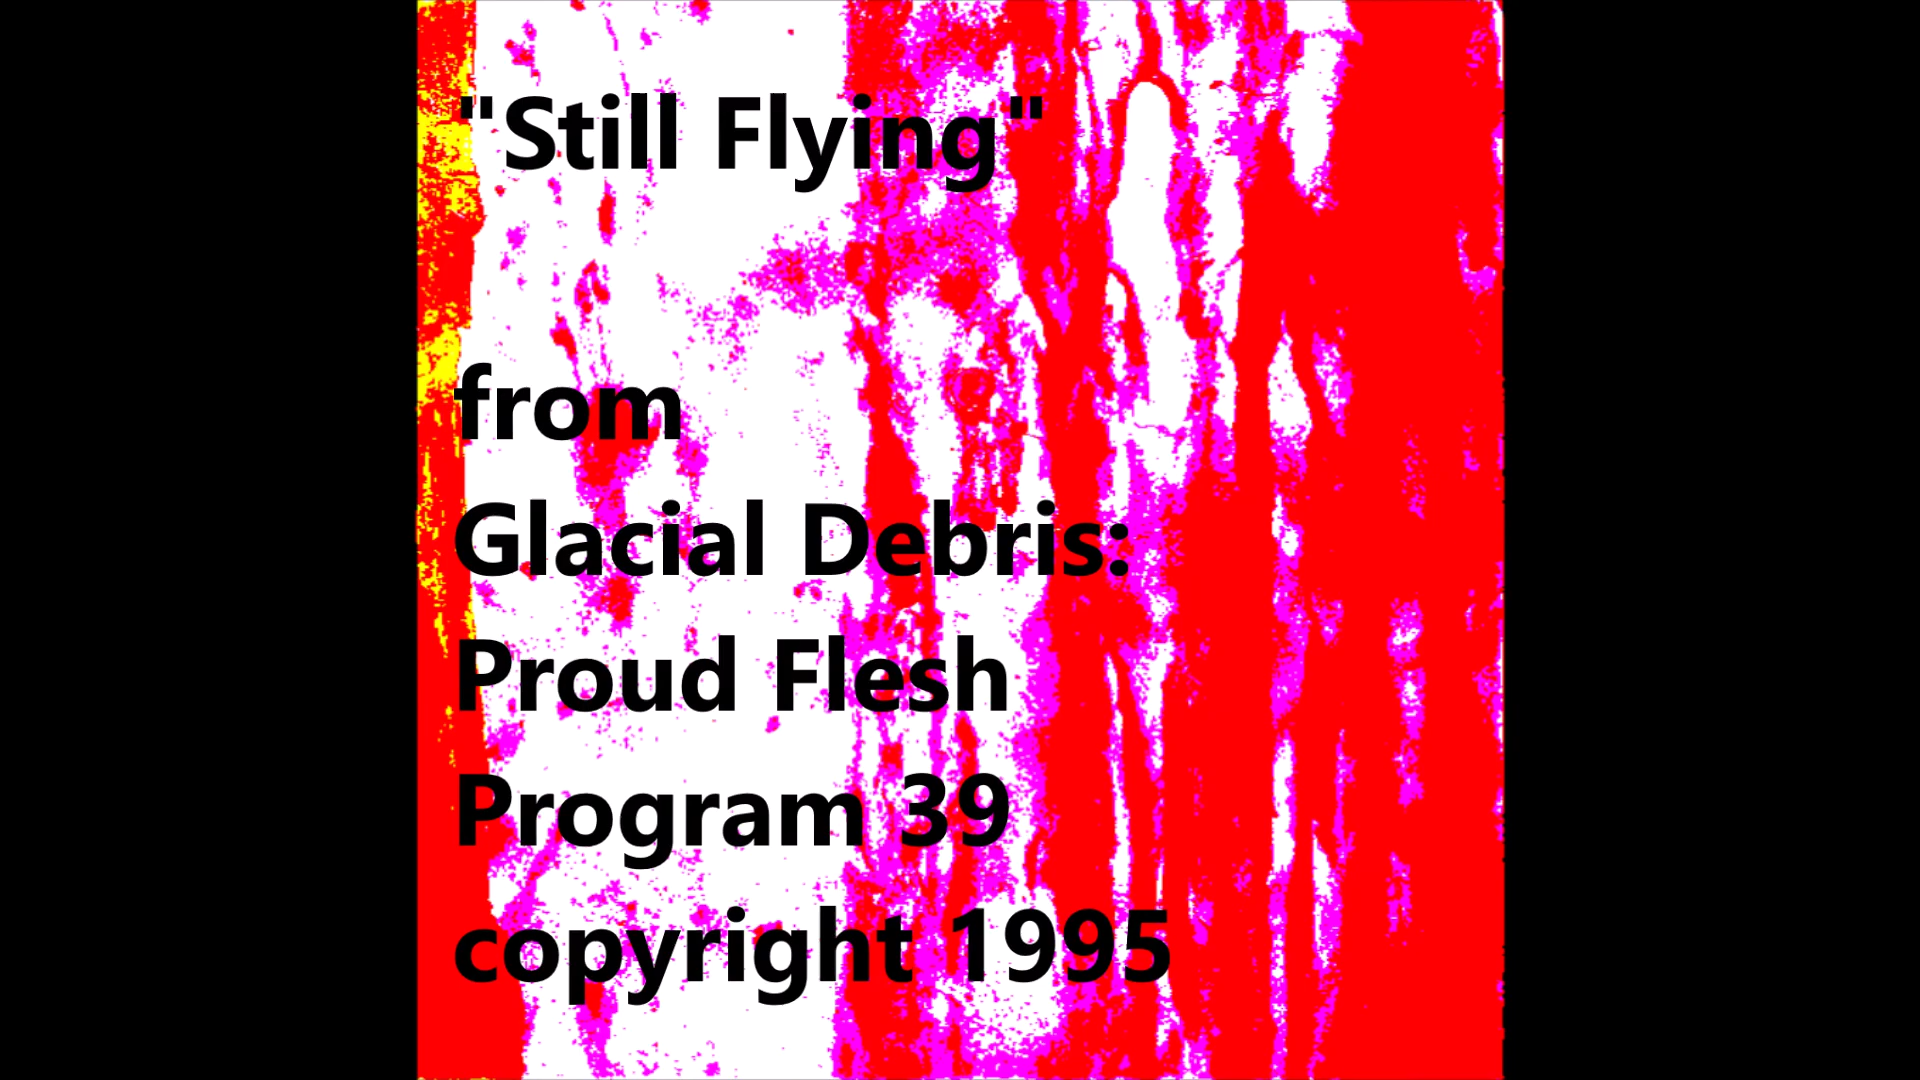 "Still Flying"
from
Glacial Debris:
Proud Flesh
Program 39
copyright 1995